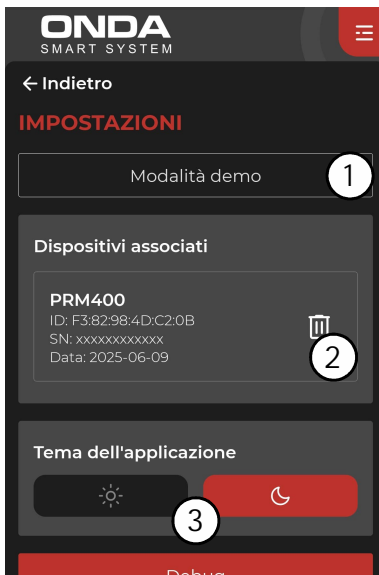 ONDA
SMART SYSTEM
Indietro
IMPOSTAZIONI
Modalità demo
1
Dispositivi associati
PRM400
ID: F3:82:98:4D:C2:0B
SN: xxxxxxxxxxxx
Data: 2025-06-09
2
Tema dell'applicazione
3
Debug